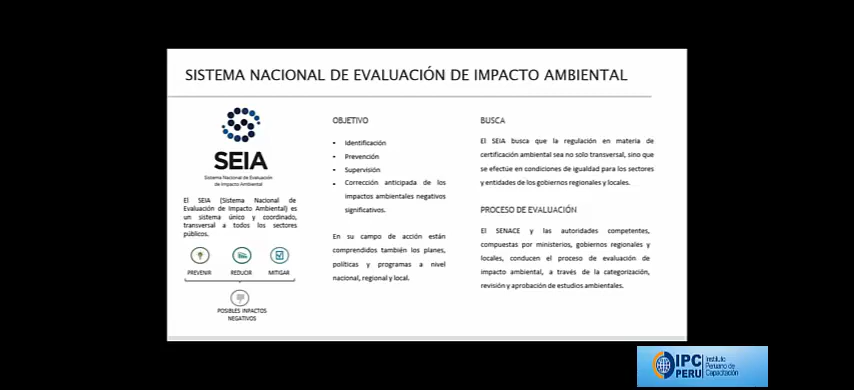 SISTEMA NACIONAL DE EVALUACIÓN DE IMPACTO AMBIENTAL
SEIA
Sistema Nacional de Evaluación
de Impacto Ambiental
El SEIA (Sistema Nacional de
Evaluación de Impacto Ambiental) es
un sistema único y coordinado,
transversal a todos los sectores
públicos.
PREVENIR REDUCIR MITIGAR
POSIBLES INPACTOS
NEGATIVOS
OBJETIVO
• Identificación
• Prevención
• Supervisión
• Corrección anticipada de los
impactos ambientales negativos
significativos.
En su campo de acción están
comprendidos también los planes,
políticas y programas a nivel
nacional, regional y local.
BUSCA
El SEIA busca que la regulación en materia de
certificación ambiental sea no solo transversal, sino que
se efectúe en condiciones de igualdad para los sectores
y entidades de los gobiernos regionales y locales.
PROCESO DE EVALUACIÓN
El SENACE y las autoridades competentes,
compuestas por ministerios, gobiernos regionales y
locales, conducen el proceso de evaluación de
impacto ambiental, a través de la categorización,
revisión y aprobación de estudios ambientales.
IPC
PERU
Instituto
Peruano de
Capacitación